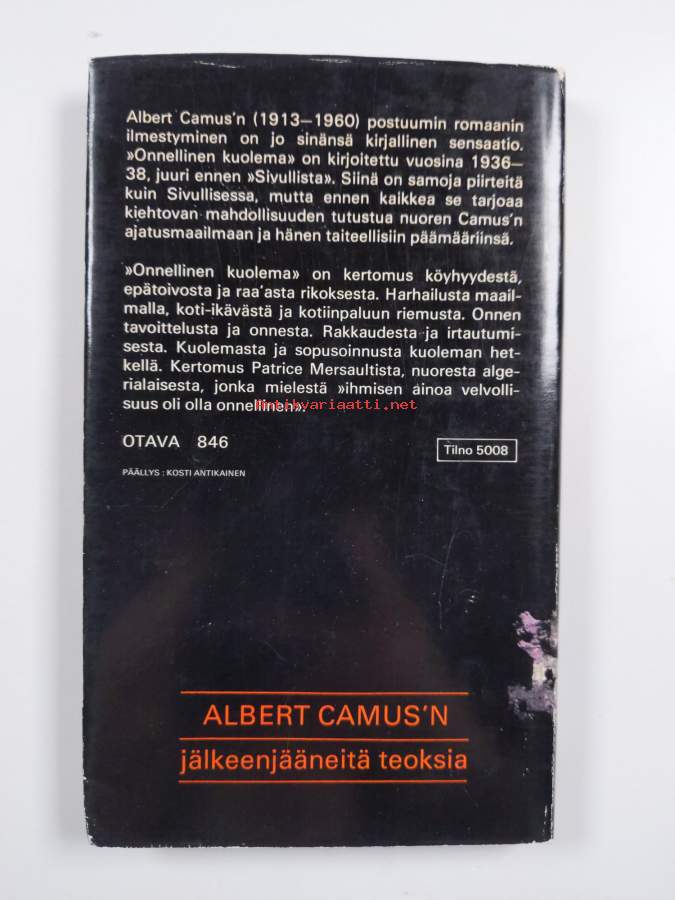 Albert Camus'n (1913—1960) postuumin romaanin
ilmestyminen on jo sinänsä kirjallinen sensaatio.
»Onnellinen kuolema» on kirjoitettu vuosina 1936—
38, juuri ennen »Sivullista». Siinä on samoja piirteitä
kuin Sivullisessa, mutta ennen kaikkea se tarjoaa
kiehtovan mahdollisuuden tutustua nuoren Camus'n
ajatusmaailmaan ja hänen taiteellisiin päämääriinsä.
»Onnellinen kuolema» on kertomus köyhyydestä,
epätoivosta ja raa'asta rikoksesta. Harhailusta maail-
malla, koti-ikävästä ja kotiinpaluun riemusta. Onnen
tavoittelusta ja onnesta. Rakkaudesta ja irtautumi-
sesta. Kuolemasta ja sopusoinnusta kuoleman het-
kellä. Kertomus Patrice Mersaultista, nuoresta alge-
rialaisesta, jonka mielestä »ihmisen ainoa velvolli-
suus oli olla onnellinen».
Antikvariaatti.net
OTAVA 846
Tilno 5008
PÄÄLLYS : KOSTI ANTIKAINEN
ALBERT CAMUS'N
jälkeenjääneitä teoksia